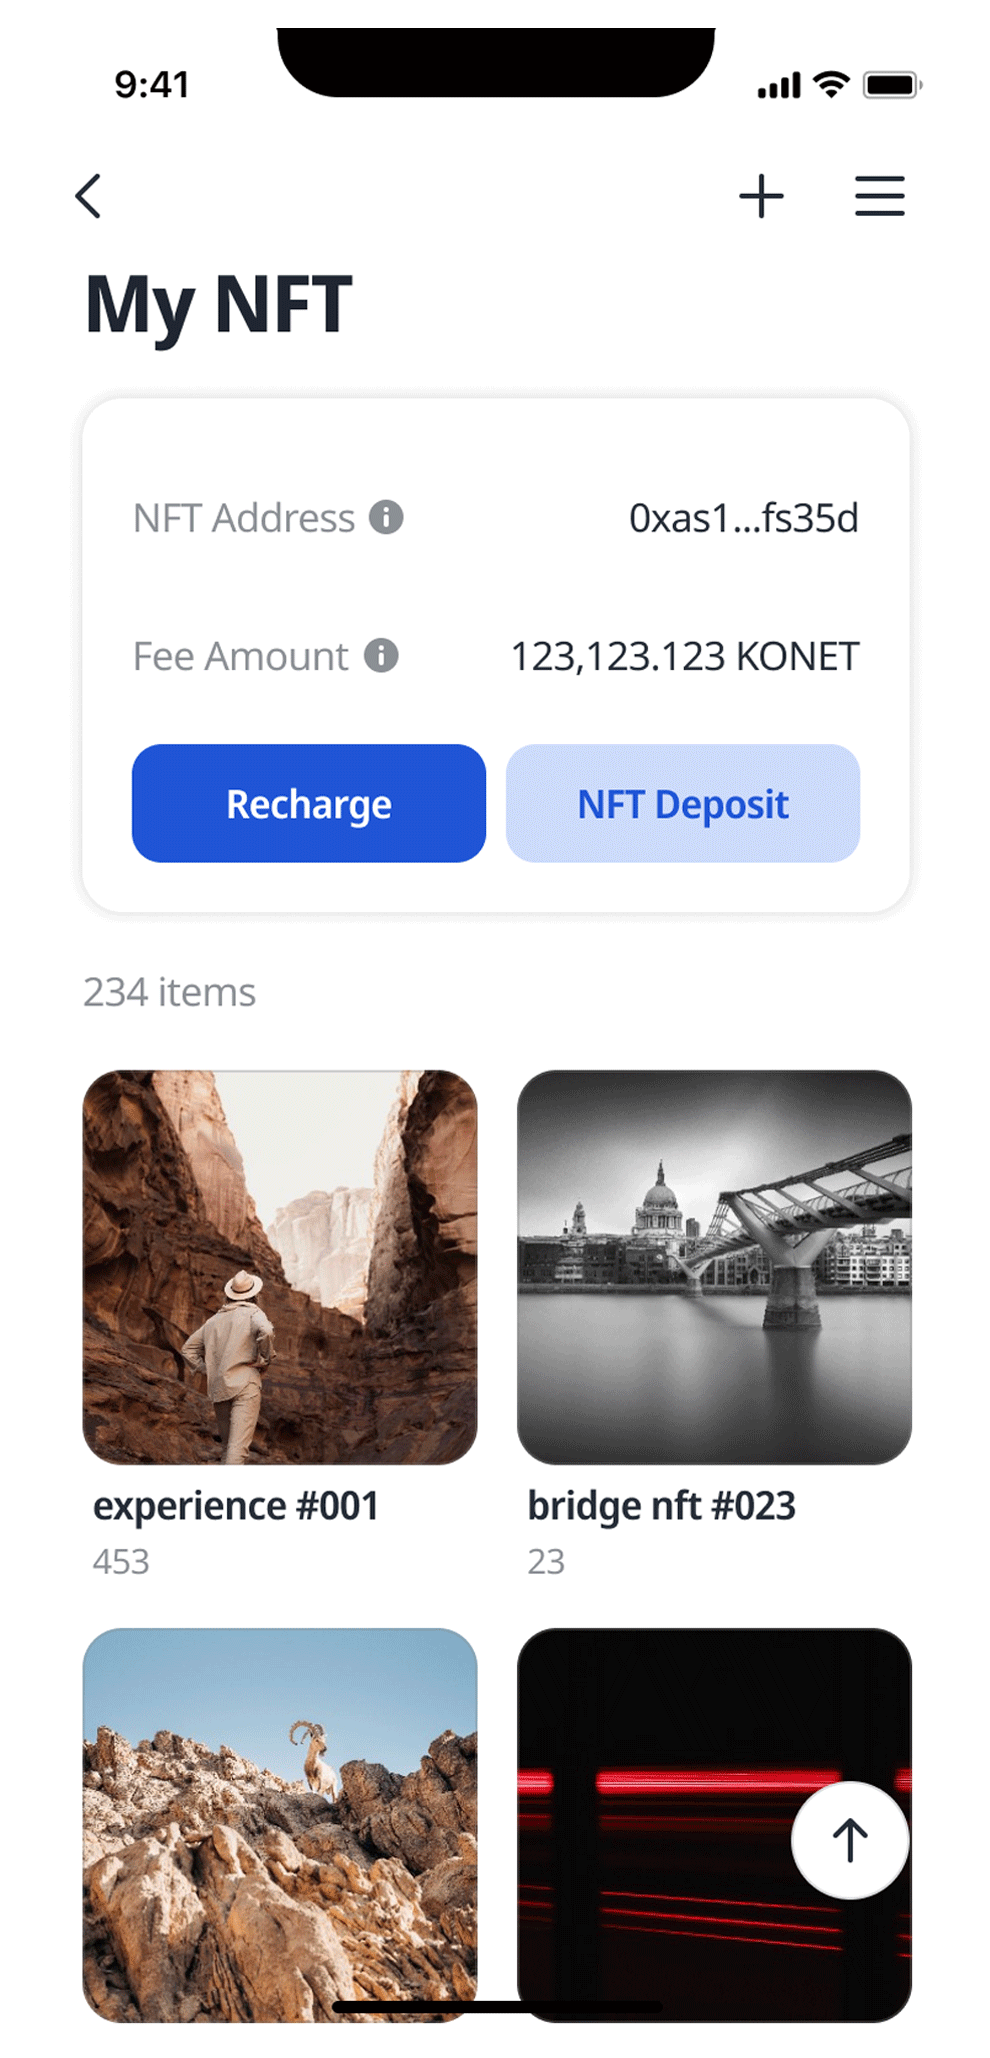 9:41
My NFT
NFT Address 0xas1...fs35d
Fee Amount 123,123.123 KONET
Recharge NFT Deposit
234 items
experience #001 bridge nft #023
453 23